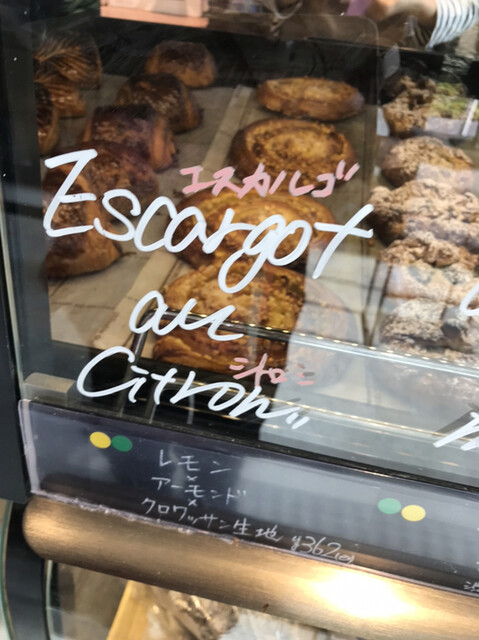 エスカルゴ
Escargot
au
シトロン
Citron
レモン
アーモンド
×
クロワッサン生地 ¥362